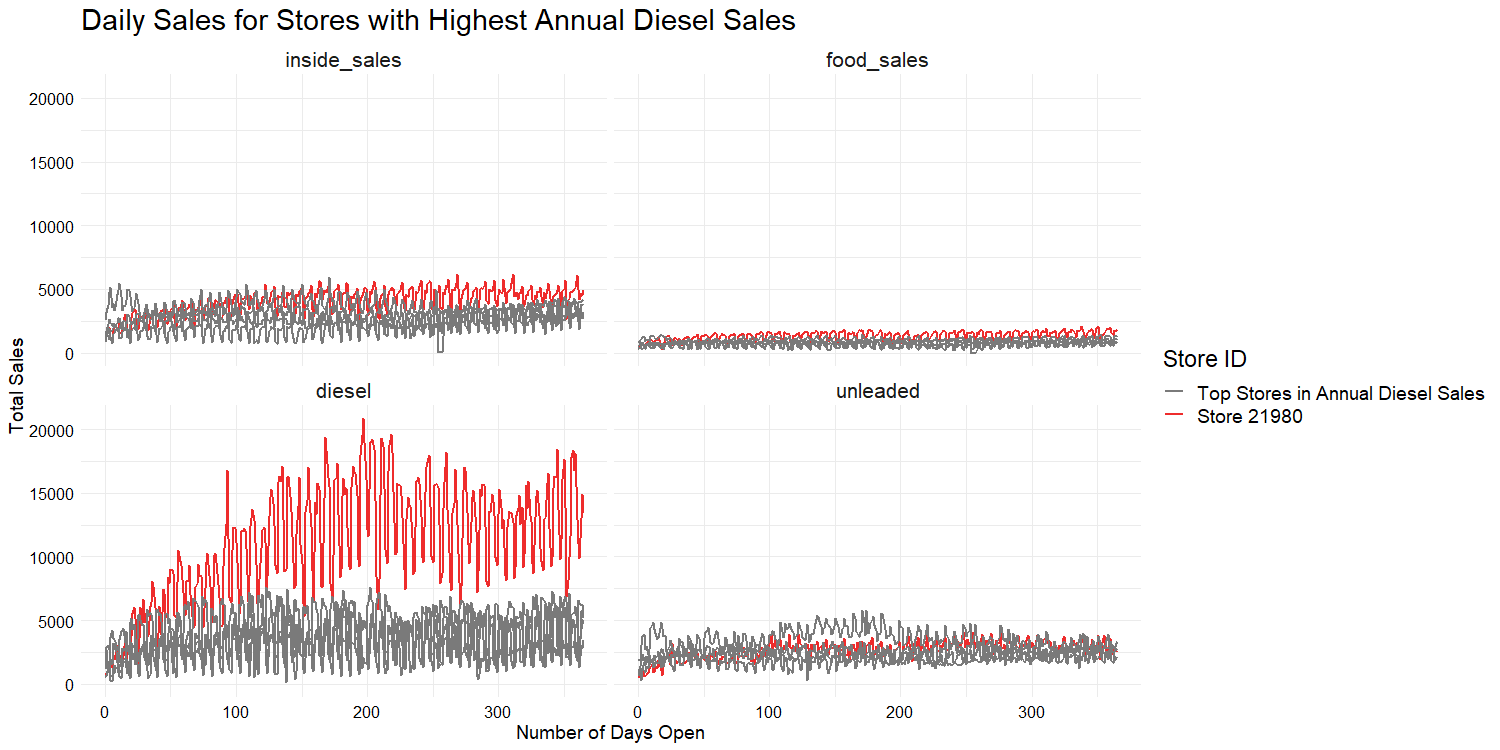 Daily Sales for Stores with Highest Annual Diesel Sales
inside_sales
food_sales
20000
15000
10000
5000
0
diesel
unleaded
20000
15000
10000
5000
0
0
100
200
300
0
100
200
300
Total Sales
Number of Days Open
Store ID
Top Stores in Annual Diesel Sales
Store 21980